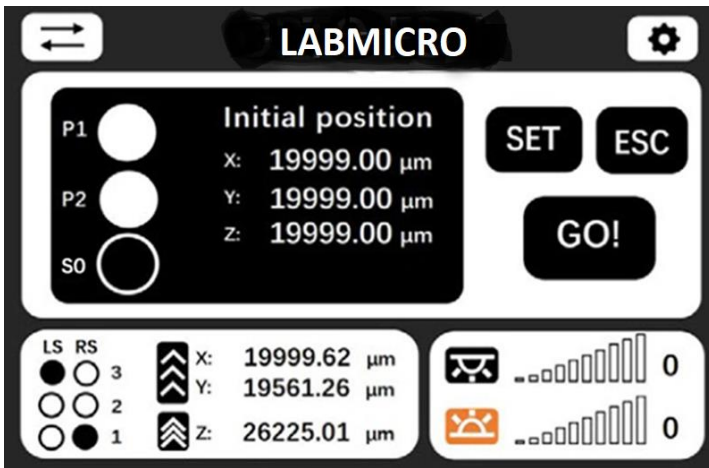 LABMICRO
Initial position
P1
X: 19999.00 μm
P2
Y: 19999.00 μm
Z: 19999.00 μm
S0
SET
ESC
GO!
LS RS
3
2
1
X: 19999.62 μm
Y: 19561.26 μm
Z: 26225.01 μm
0
0